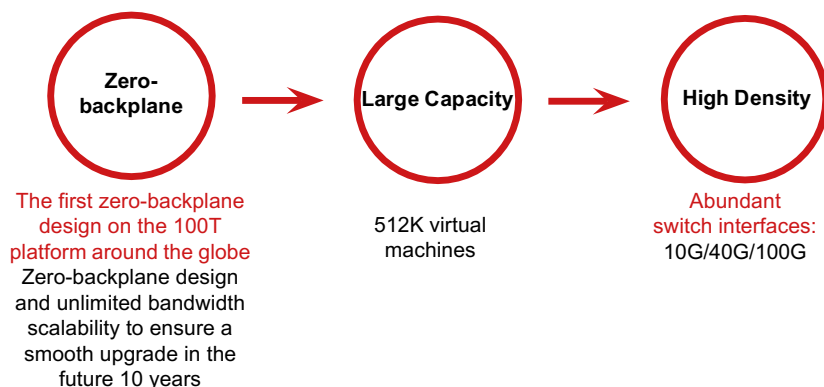 Zero-
backplane
Large Capacity
High Density
The first zero-backplane
design on the 100T
platform around the globe
Zero-backplane design
and unlimited bandwidth
scalability to ensure a
smooth upgrade in the
future 10 years
512K virtual
machines
Abundant
switch interfaces:
10G/40G/100G